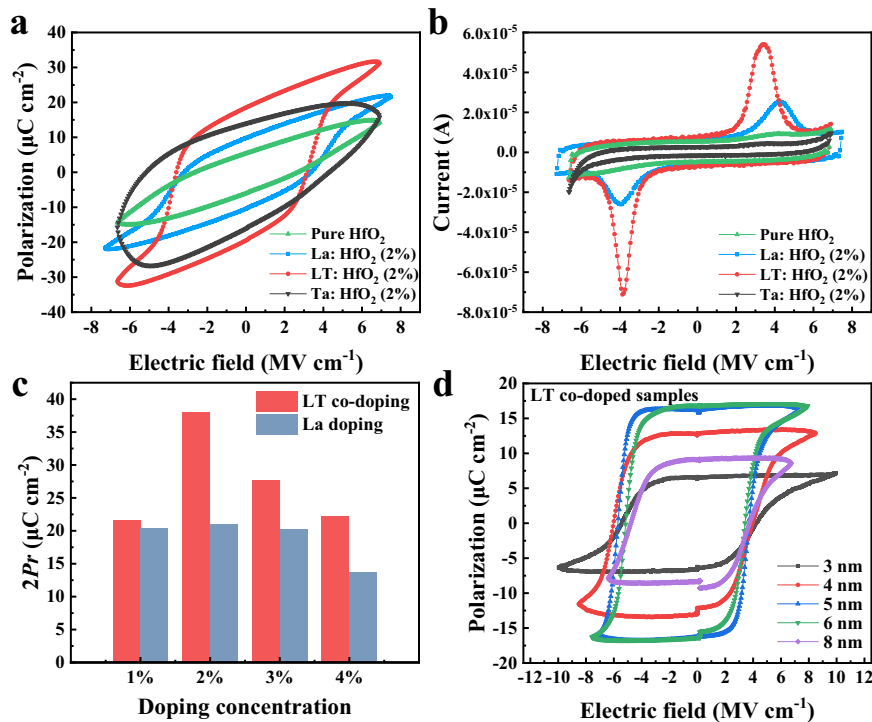 a
Polarization (μC cm⁻²)
40
30
20
10
0
-10
-20
-30
-40
-8 -6 -4 -2 0 2 4 6 8
Electric field (MV cm⁻¹)
Pure HfO₂
La: HfO₂ (2%)
LT: HfO₂ (2%)
Ta: HfO₂ (2%)
b
Current (A)
6.0x10⁻⁵
4.0x10⁻⁵
2.0x10⁻⁵
0.0
-2.0x10⁻⁵
-4.0x10⁻⁵
-6.0x10⁻⁵
-8.0x10⁻⁵
-8 -4 0 4 8
Electric field (MV cm⁻¹)
Pure HfO₂
La: HfO₂ (2%)
LT: HfO₂ (2%)
Ta: HfO₂ (2%)
c
2Pr (μC cm⁻²)
40
35
30
25
20
15
10
5
0
1% 2% 3% 4%
Doping concentration
LT co-doping
La doping
d
LT co-doped samples
Polarization (μC cm⁻²)
20
15
10
5
0
-5
-10
-15
-20
-12 -10 -8 -6 -4 -2 0 2 4 6 8 10 12
Electric field (MV cm⁻¹)
3 nm
4 nm
5 nm
6 nm
8 nm